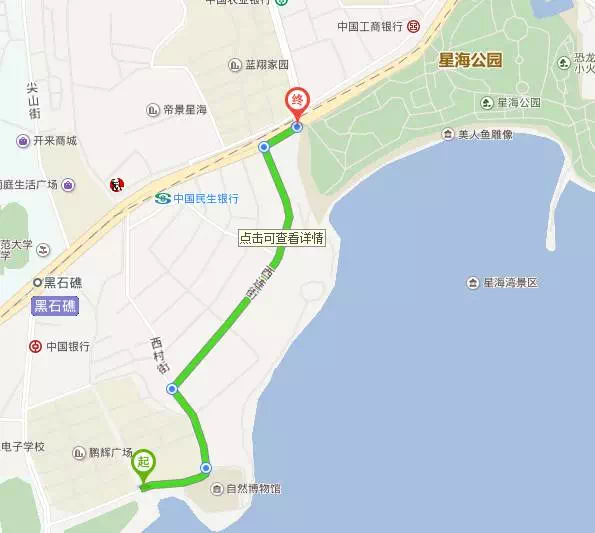 中国农业银行
中国工商银行
星海公园
恐龙
小火
蓝翔家园
尖山街
帝景星海
星海公园
终
美人鱼雕像
开来商城
洞庭生活广场
中国民生银行
点击可查看详情
范大学
学
黑石礁
黑石礁
星海湾景区
西村街
中国银行
电子学校
鹏辉广场
起
自然博物馆